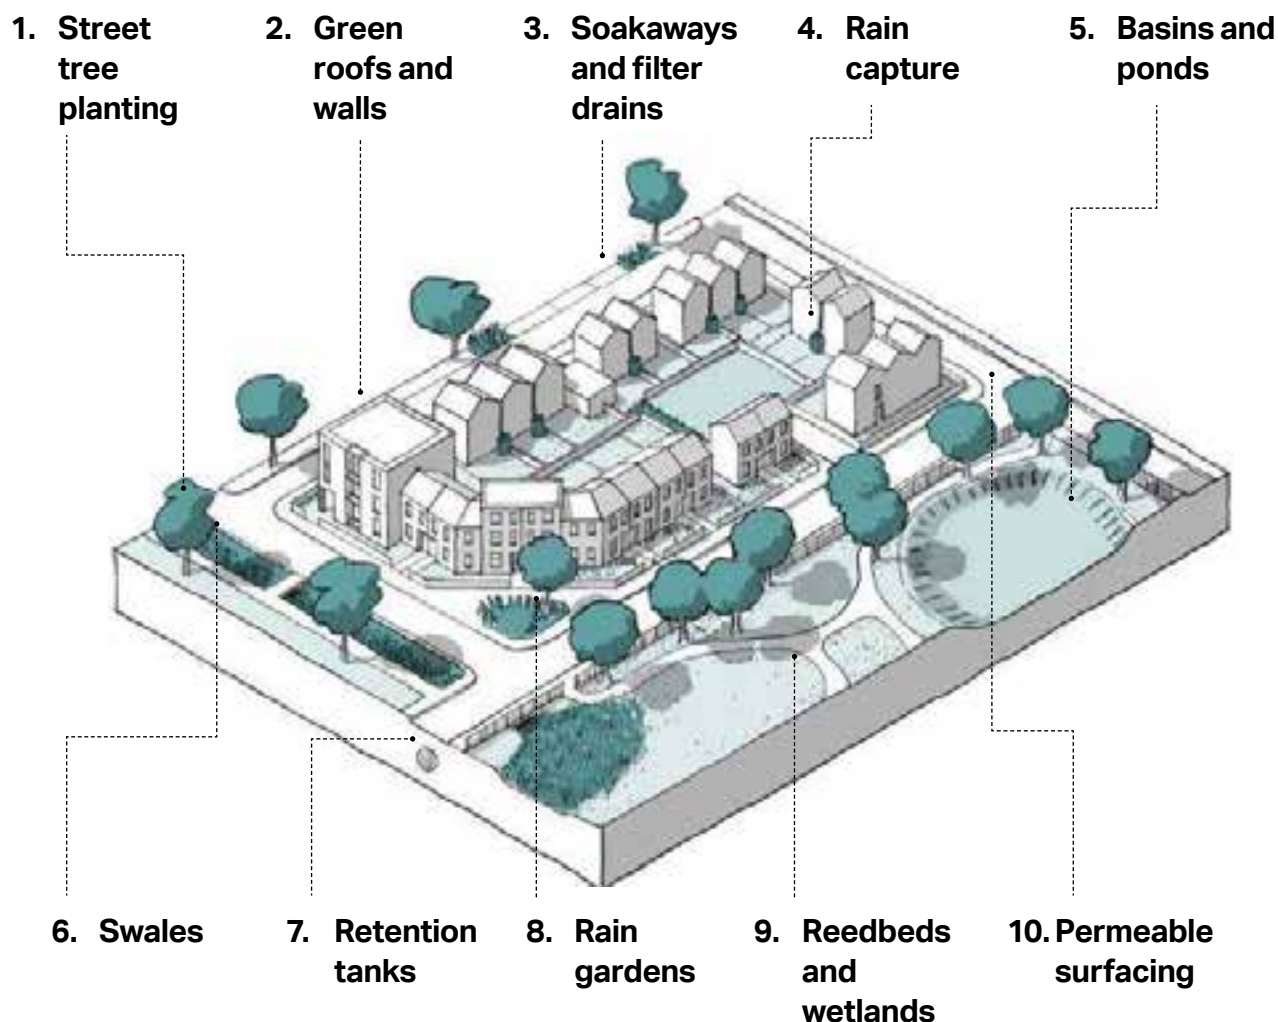 1. Street
tree
planting
2. Green
roofs and
walls
3. Soakaways
and filter
drains
4. Rain
capture
5. Basins and
ponds
6. Swales
7. Retention
tanks
8. Rain
gardens
9. Reedbeds
and
wetlands
10. Permeable
surfacing